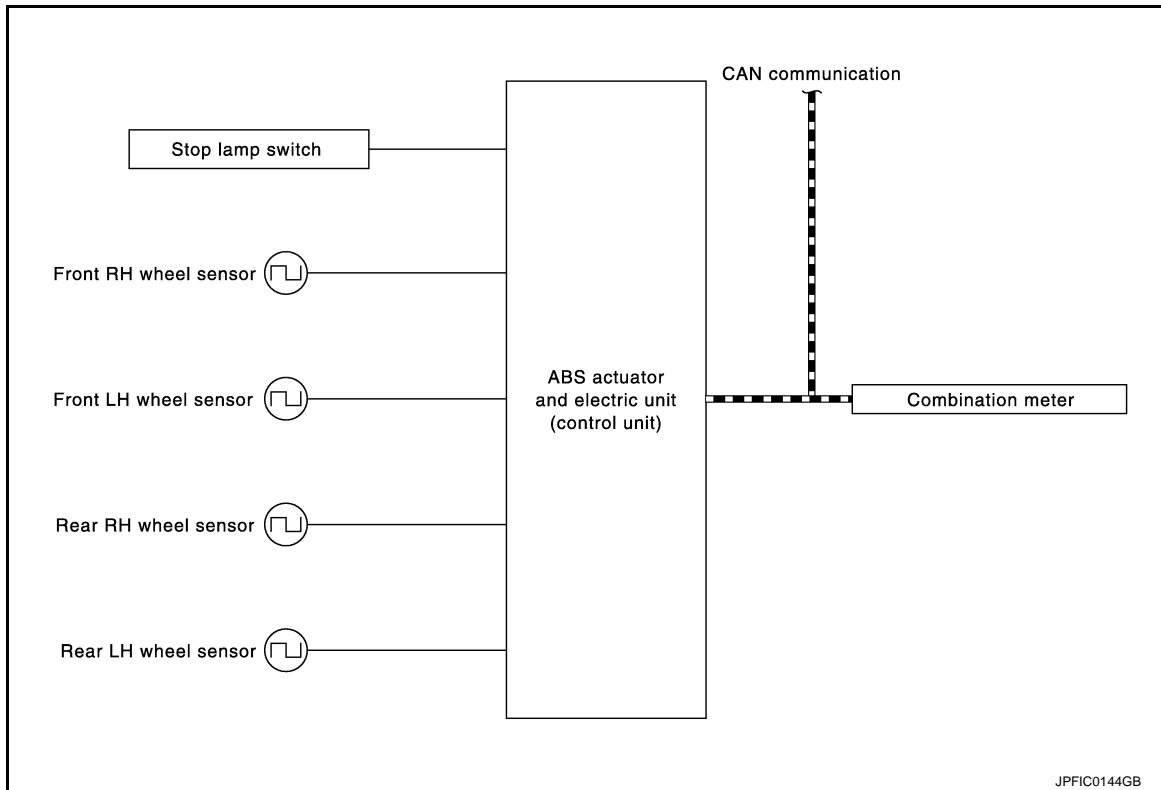 CAN communication
Stop lamp switch
Front RH wheel sensor
Front LH wheel sensor
ABS actuator
and electric unit
(control unit)
Combination meter
Rear RH wheel sensor
Rear LH wheel sensor
JPFIC0144GB